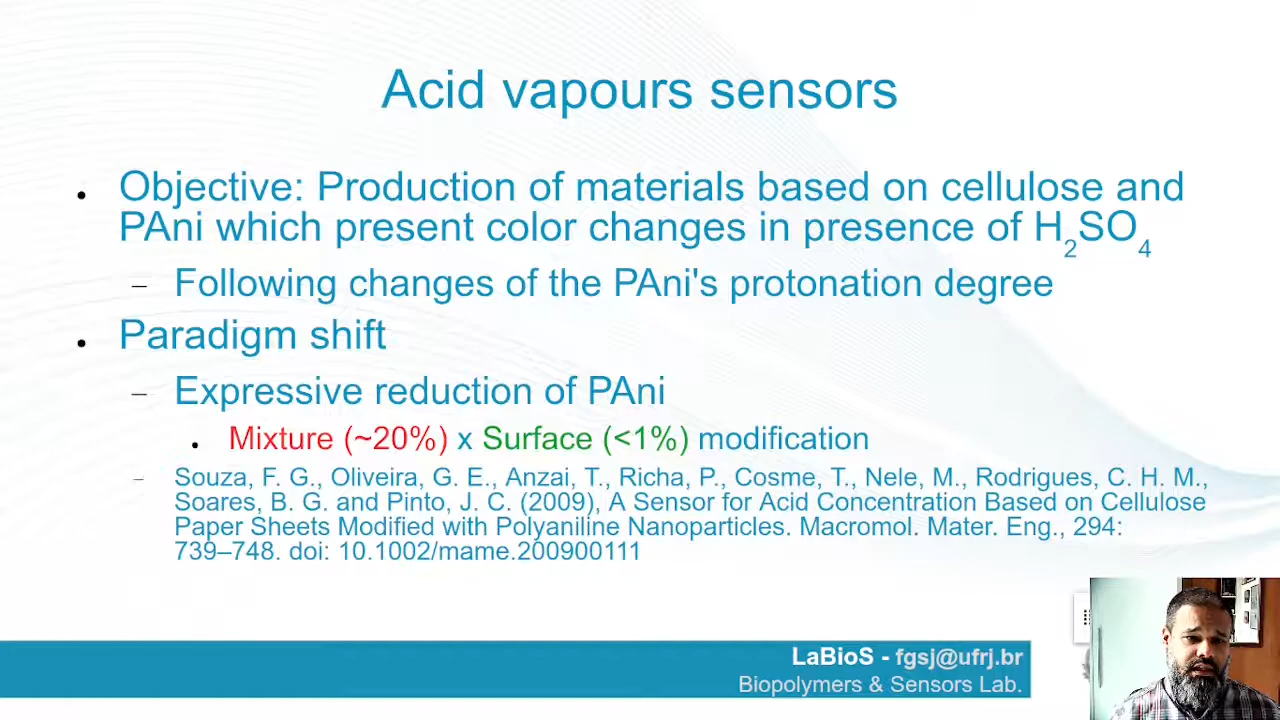 Acid vapours sensors
Objective: Production of materials based on cellulose and
PAni which present color changes in presence of H2SO4
Following changes of the PAni's protonation degree
Paradigm shift
Expressive reduction of PAni
Mixture (~20%) x Surface (<1%) modification
Souza, F. G., Oliveira, G. E., Anzai, T., Richa, P., Cosme, T., Nele, M., Rodrigues, C. H. M.,
Soares, B. G. and Pinto, J. C. (2009), A Sensor for Acid Concentration Based on Cellulose
Paper Sheets Modified with Polyaniline Nanoparticles. Macromol. Mater. Eng., 294:
739–748. doi: 10.1002/mame.200900111
LaBioS - fgsj@ufrj.br
Biopolymers & Sensors Lab.